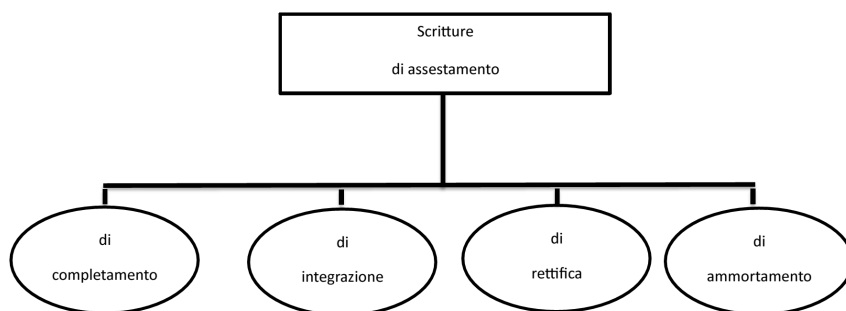 Scritture
di assestamento
di
completamento
di
integrazione
di
rettifica
di
ammortamento